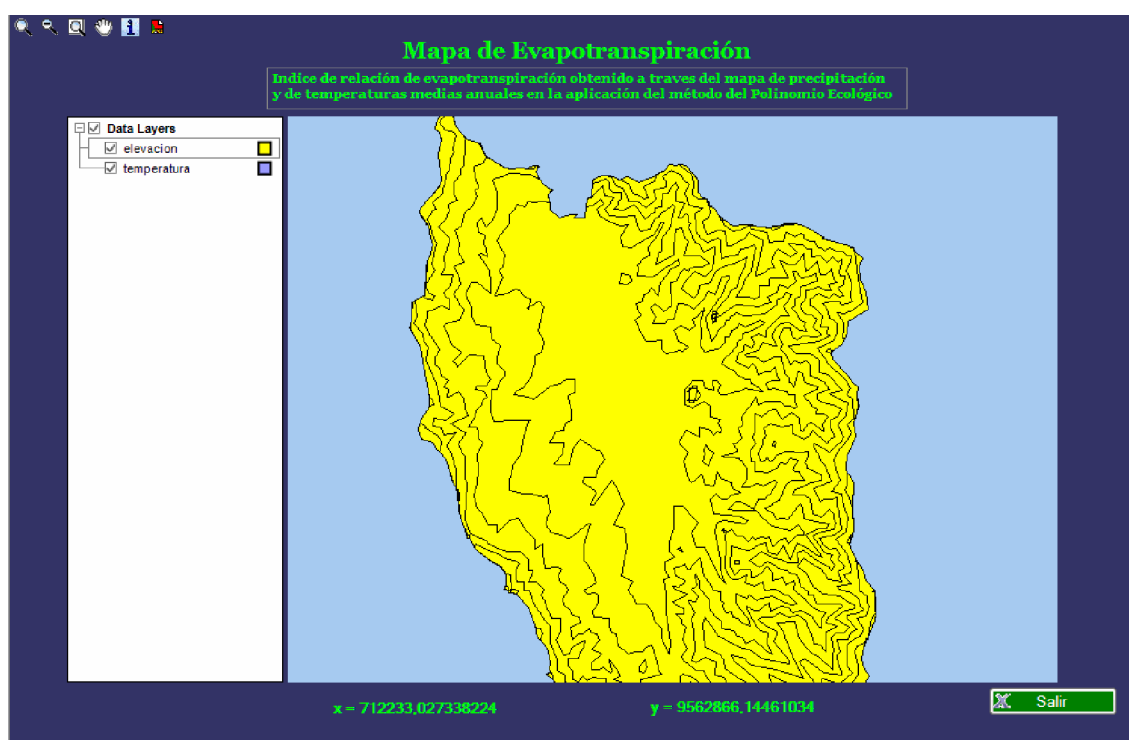 Mapa de Evapotranspiración
Indice de relación de evapotranspiración obtenido a traves del mapa de precipitación
y de temperaturas medias anuales en la aplicación del método del Polinomio Ecológico
Data Layers
elevacion
temperatura
x = 712233,027338224
y = 9562866,14461034
Salir